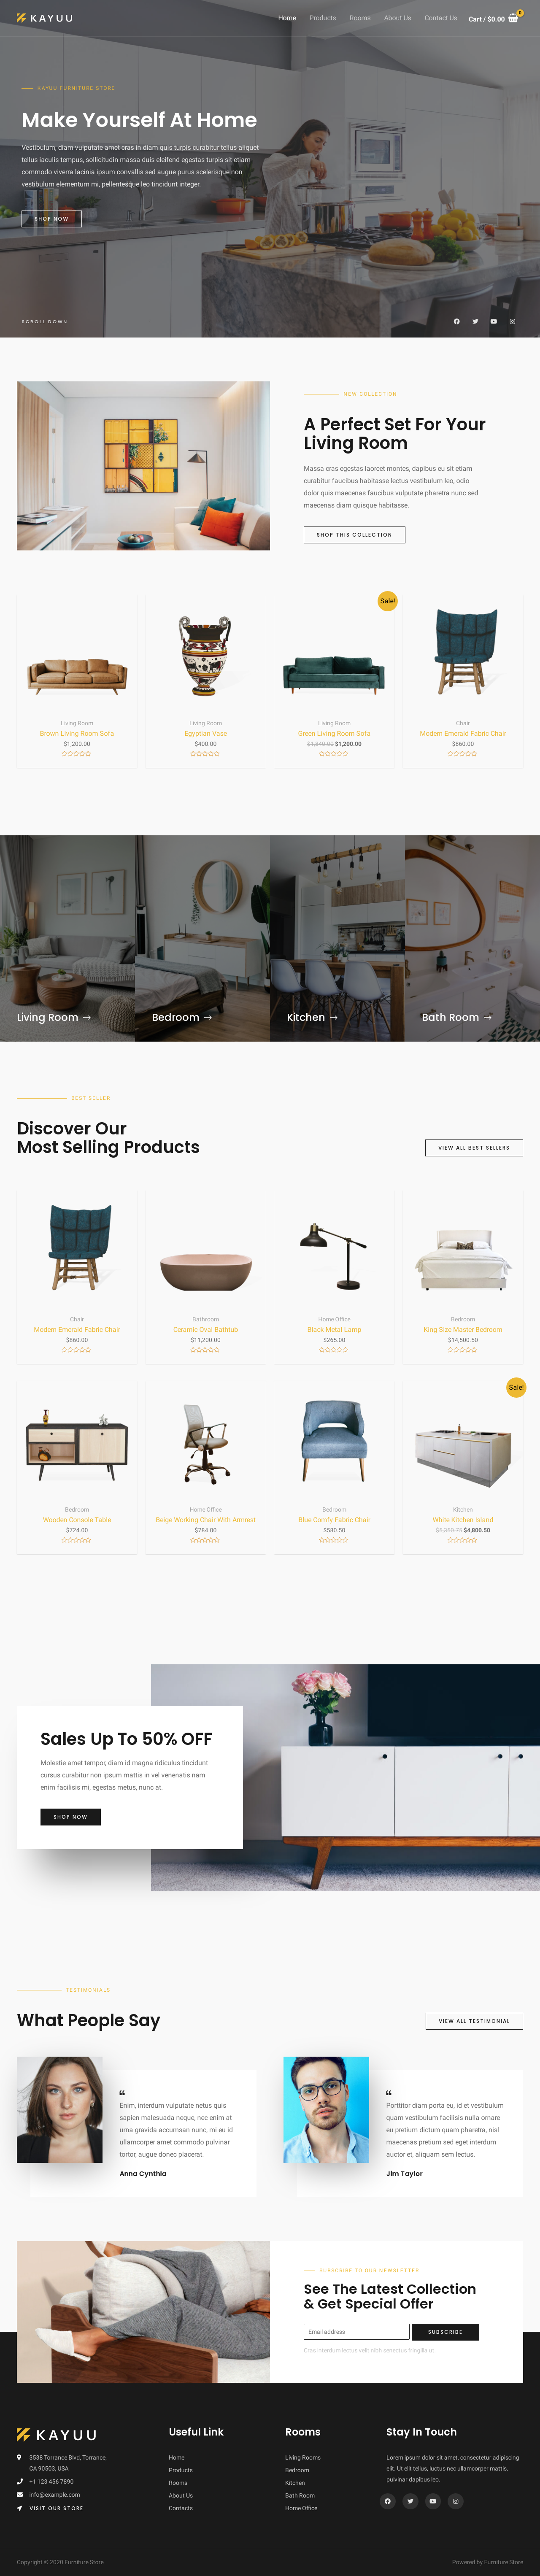 KAYUU
Home Products Rooms About Us Contact Us Cart / $0.00 0
KAYUU FURNITURE STORE
Make Yourself At Home
Vestibulum, diam vulputate amet cras in diam quis turpis curabitur tellus aliquet
tellus iaculis tempus, sollicitudin massa duis eleifend egestas turpis sit etiam
commodo viverra lacinia ipsum convallis sed augue purus scelerisque non
vestibulum elementum mi, pellentesque leo tincidunt integer.
SHOP NOW
SCROLL DOWN
NEW COLLECTION
A Perfect Set For Your
Living Room
Massa cras egestas laoreet montes, dapibus eu sit etiam
curabitur faucibus habitasse lectus vestibulum leo, odio
dolor quis maecenas faucibus vulputate pharetra nunc sed
maecenas diam quisque habitasse.
SHOP THIS COLLECTION
Living Room
Brown Living Room Sofa
$1,200.00
Living Room
Egyptian Vase
$400.00
Sale!
Living Room
Green Living Room Sofa
$1,840.00 $1,200.00
Chair
Modern Emerald Fabric Chair
$860.00
Living Room →
Bedroom →
Kitchen →
Bath Room →
BEST SELLER
Discover Our
Most Selling Products
VIEW ALL BEST SELLERS
Chair
Modern Emerald Fabric Chair
$860.00
Bathroom
Ceramic Oval Bathtub
$11,200.00
Home Office
Black Metal Lamp
$265.00
Bedroom
King Size Master Bedroom
$14,500.50
Bedroom
Wooden Console Table
$724.00
Home Office
Beige Working Chair With Armrest
$784.00
Bedroom
Blue Comfy Fabric Chair
$580.50
Sale!
Kitchen
White Kitchen Island
$4,800.50
Sales Up To 50% OFF
Molestie amet tempor, diam id magna ridiculus tincidunt
cursus curabitur non ipsum mattis in vel venenatis nam
enim facilisis mi, egestas metus, nunc at.
SHOP NOW
TESTIMONIALS
What People Say
VIEW ALL TESTIMONIAL
“
Enim, interdum vulputate netus quis
sapien malesuada neque, nec enim at
urna gravida accumsan nunc, mi eu id
ullamcorper amet commodo pulvinar
tortor, augue donec placerat.
Anna Cynthia
“
Porttitor diam porta eu, id et vestibulum
quam vestibulum facilisis nulla ornare
eu pretium dictum quam pharetra, nisl
maecenas pretium sed eget interdum
auctor et, aliquam sem lectus.
Jim Taylor
SUBSCRIBE TO OUR NEWSLETTER
See The Latest Collection
& Get Special Offer
Email address
SUBSCRIBE
Cras interdum lectus velit nibh senectus fringilla ut.
KAYUU
3538 Torrance Blvd, Torrance,
CA 90503, USA
+1 123 456 7890
info@example.com
VISIT OUR STORE
Useful Link
Home
Products
Rooms
About Us
Contacts
Rooms
Living Rooms
Bedroom
Kitchen
Bath Room
Home Office
Stay In Touch
Lorem ipsum dolor sit amet, consectetur adipiscing
elit. Ut elit tellus, luctus nec ullamcorper mattis,
pulvinar dapibus leo.
Copyright © 2020 Furniture Store
Powered by Furniture Store